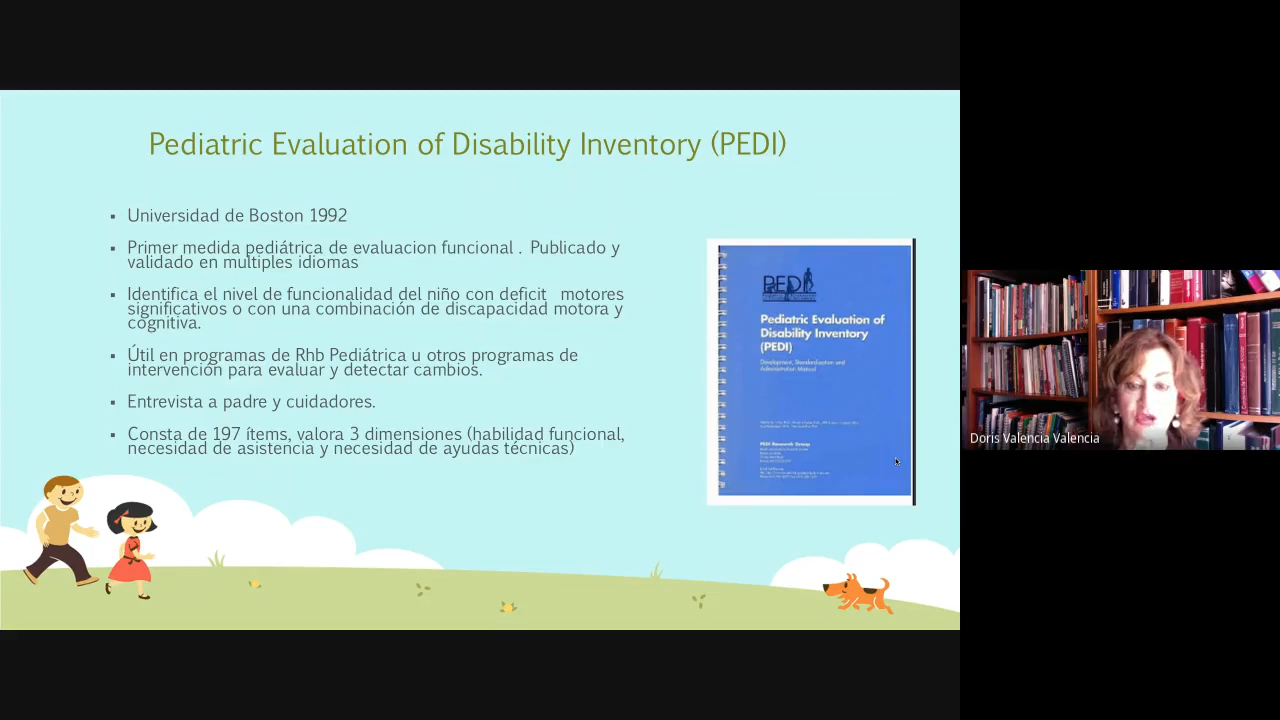 Pediatric Evaluation of Disability Inventory (PEDI)
▪ Universidad de Boston 1992
▪ Primer medida pediátrica de evaluacion funcional . Publicado y
validado en multiples idiomas
▪ Identifica el nivel de funcionalidad del niño con deficit motores
significativos o con una combinación de discapacidad motora y
cognitiva.
▪ Útil en programas de Rhb Pediátrica u otros programas de
intervención para evaluar y detectar cambios.
▪ Entrevista a padre y cuidadores.
▪ Consta de 197 ítems, valora 3 dimensiones (habilidad funcional,
necesidad de asistencia y necesidad de ayudas técnicas)
PEDI
Pediatric Evaluation of
Disability Inventory
(PEDI)
Development, Standardization and
Administration Manual
PEDI Research Group
Doris Valencia Valencia